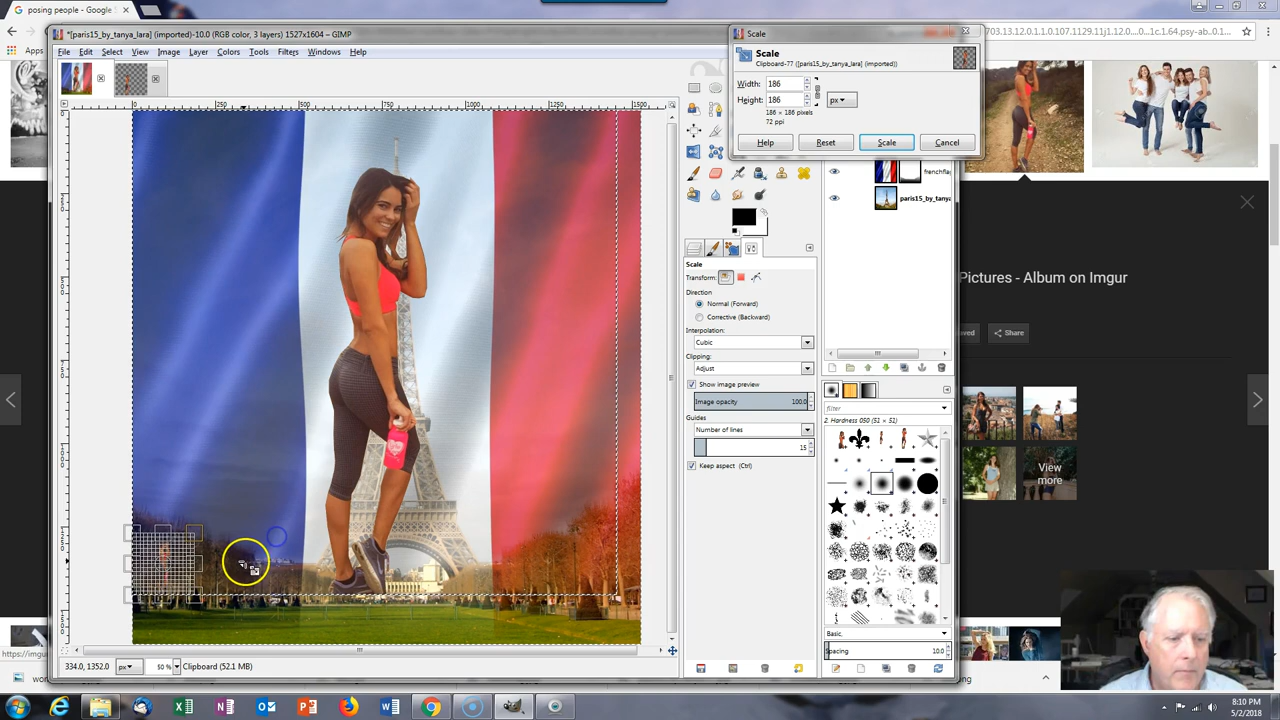 posing people - Google S
703.13.12.0.1.1.0.107.1129.11j1.12.0....0...1c.1.64.psy-ab..0.1
Apps
*[paris15_by_tanya_lara] (imported)-10.0 (RGB color, 3 layers) 1527x1604 – GIMP
File Edit Select View Image Layer Colors Tools Filters Windows Help
Scale
Scale
Clipboard-77 ([paris15_by_tanya_lara] (imported))
Width: 186
Height: 186 px
186 × 186 pixels
72 ppi
Help Reset Scale Cancel
frenchfla
paris15_by_tanya
Scale
Transform:
Direction
Normal (Forward)
Corrective (Backward)
Interpolation:
Cubic
Clipping:
Adjust
Show image preview
Image opacity 100.0
Guides
Number of lines
15
Keep aspect (Ctrl)
filter
2. Hardness 050 (51 × 51)
Basic,
Spacing 10.0
334.0, 1352.0 px 50 % Clipboard (52.1 MB)
Pictures - Album on Imgur
Share
View
more
https://imgu
8:10 PM
5/2/2018